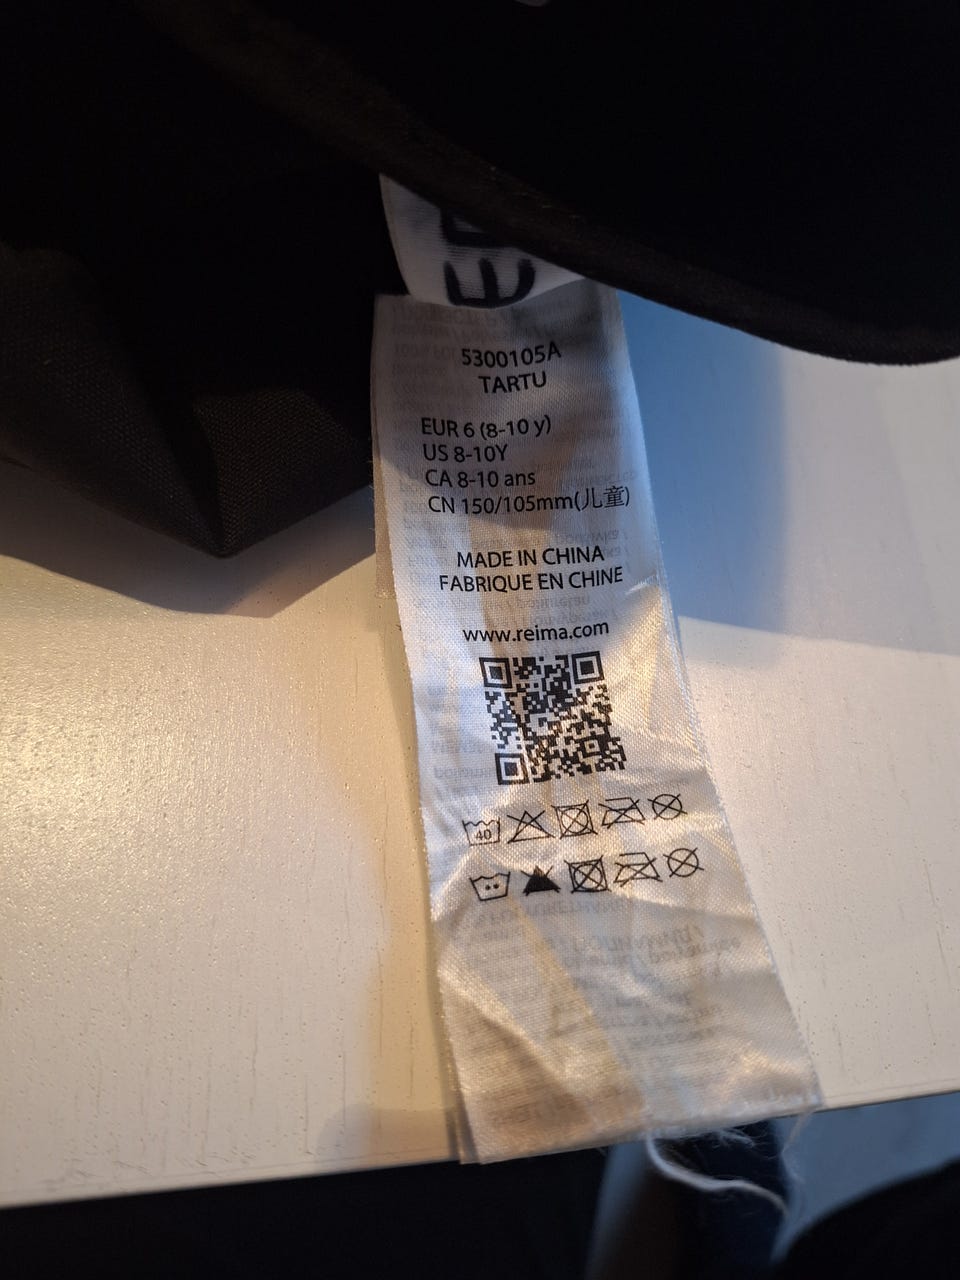 5300105A
TARTU
EUR 6 (8-10 y)
US 8-10Y
CA 8-10 ans
CN 150/105mm(儿童)
MADE IN CHINA
FABRIQUE EN CHINE
www.reima.com
40